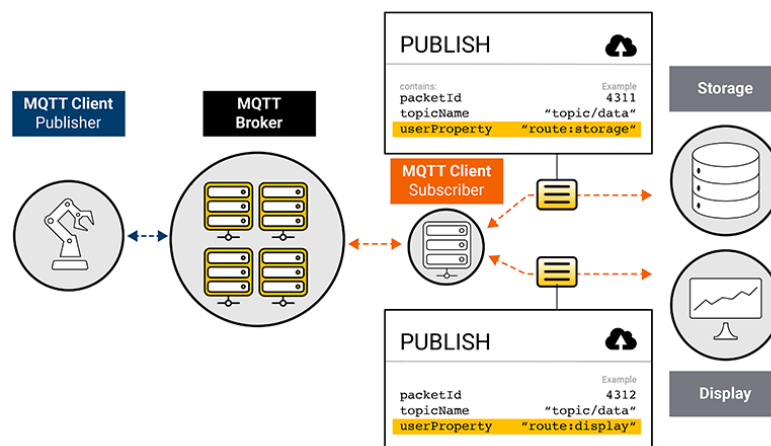 PUBLISH
contains:
Example
packetId 4311
topicName “topic/data”
userProperty “route:storage”
MQTT Client
Publisher
MQTT
Broker
MQTT Client
Subscriber
Storage
PUBLISH
Example
packetId 4312
topicName “topic/data”
userProperty “route:display”
Display